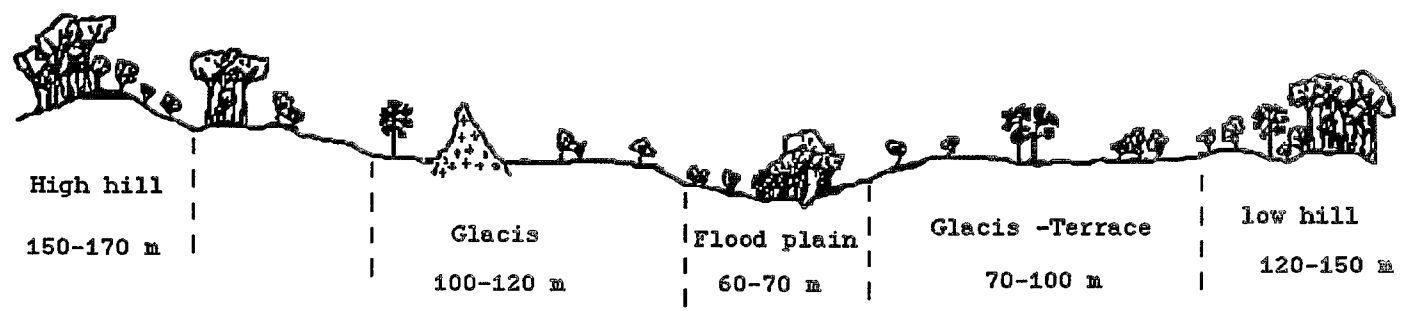 High hill
150-170 m
Glacis
100-120 m
Flood plain
60-70 m
Glacis -Terrace
70-100 m
low hill
120-150 m